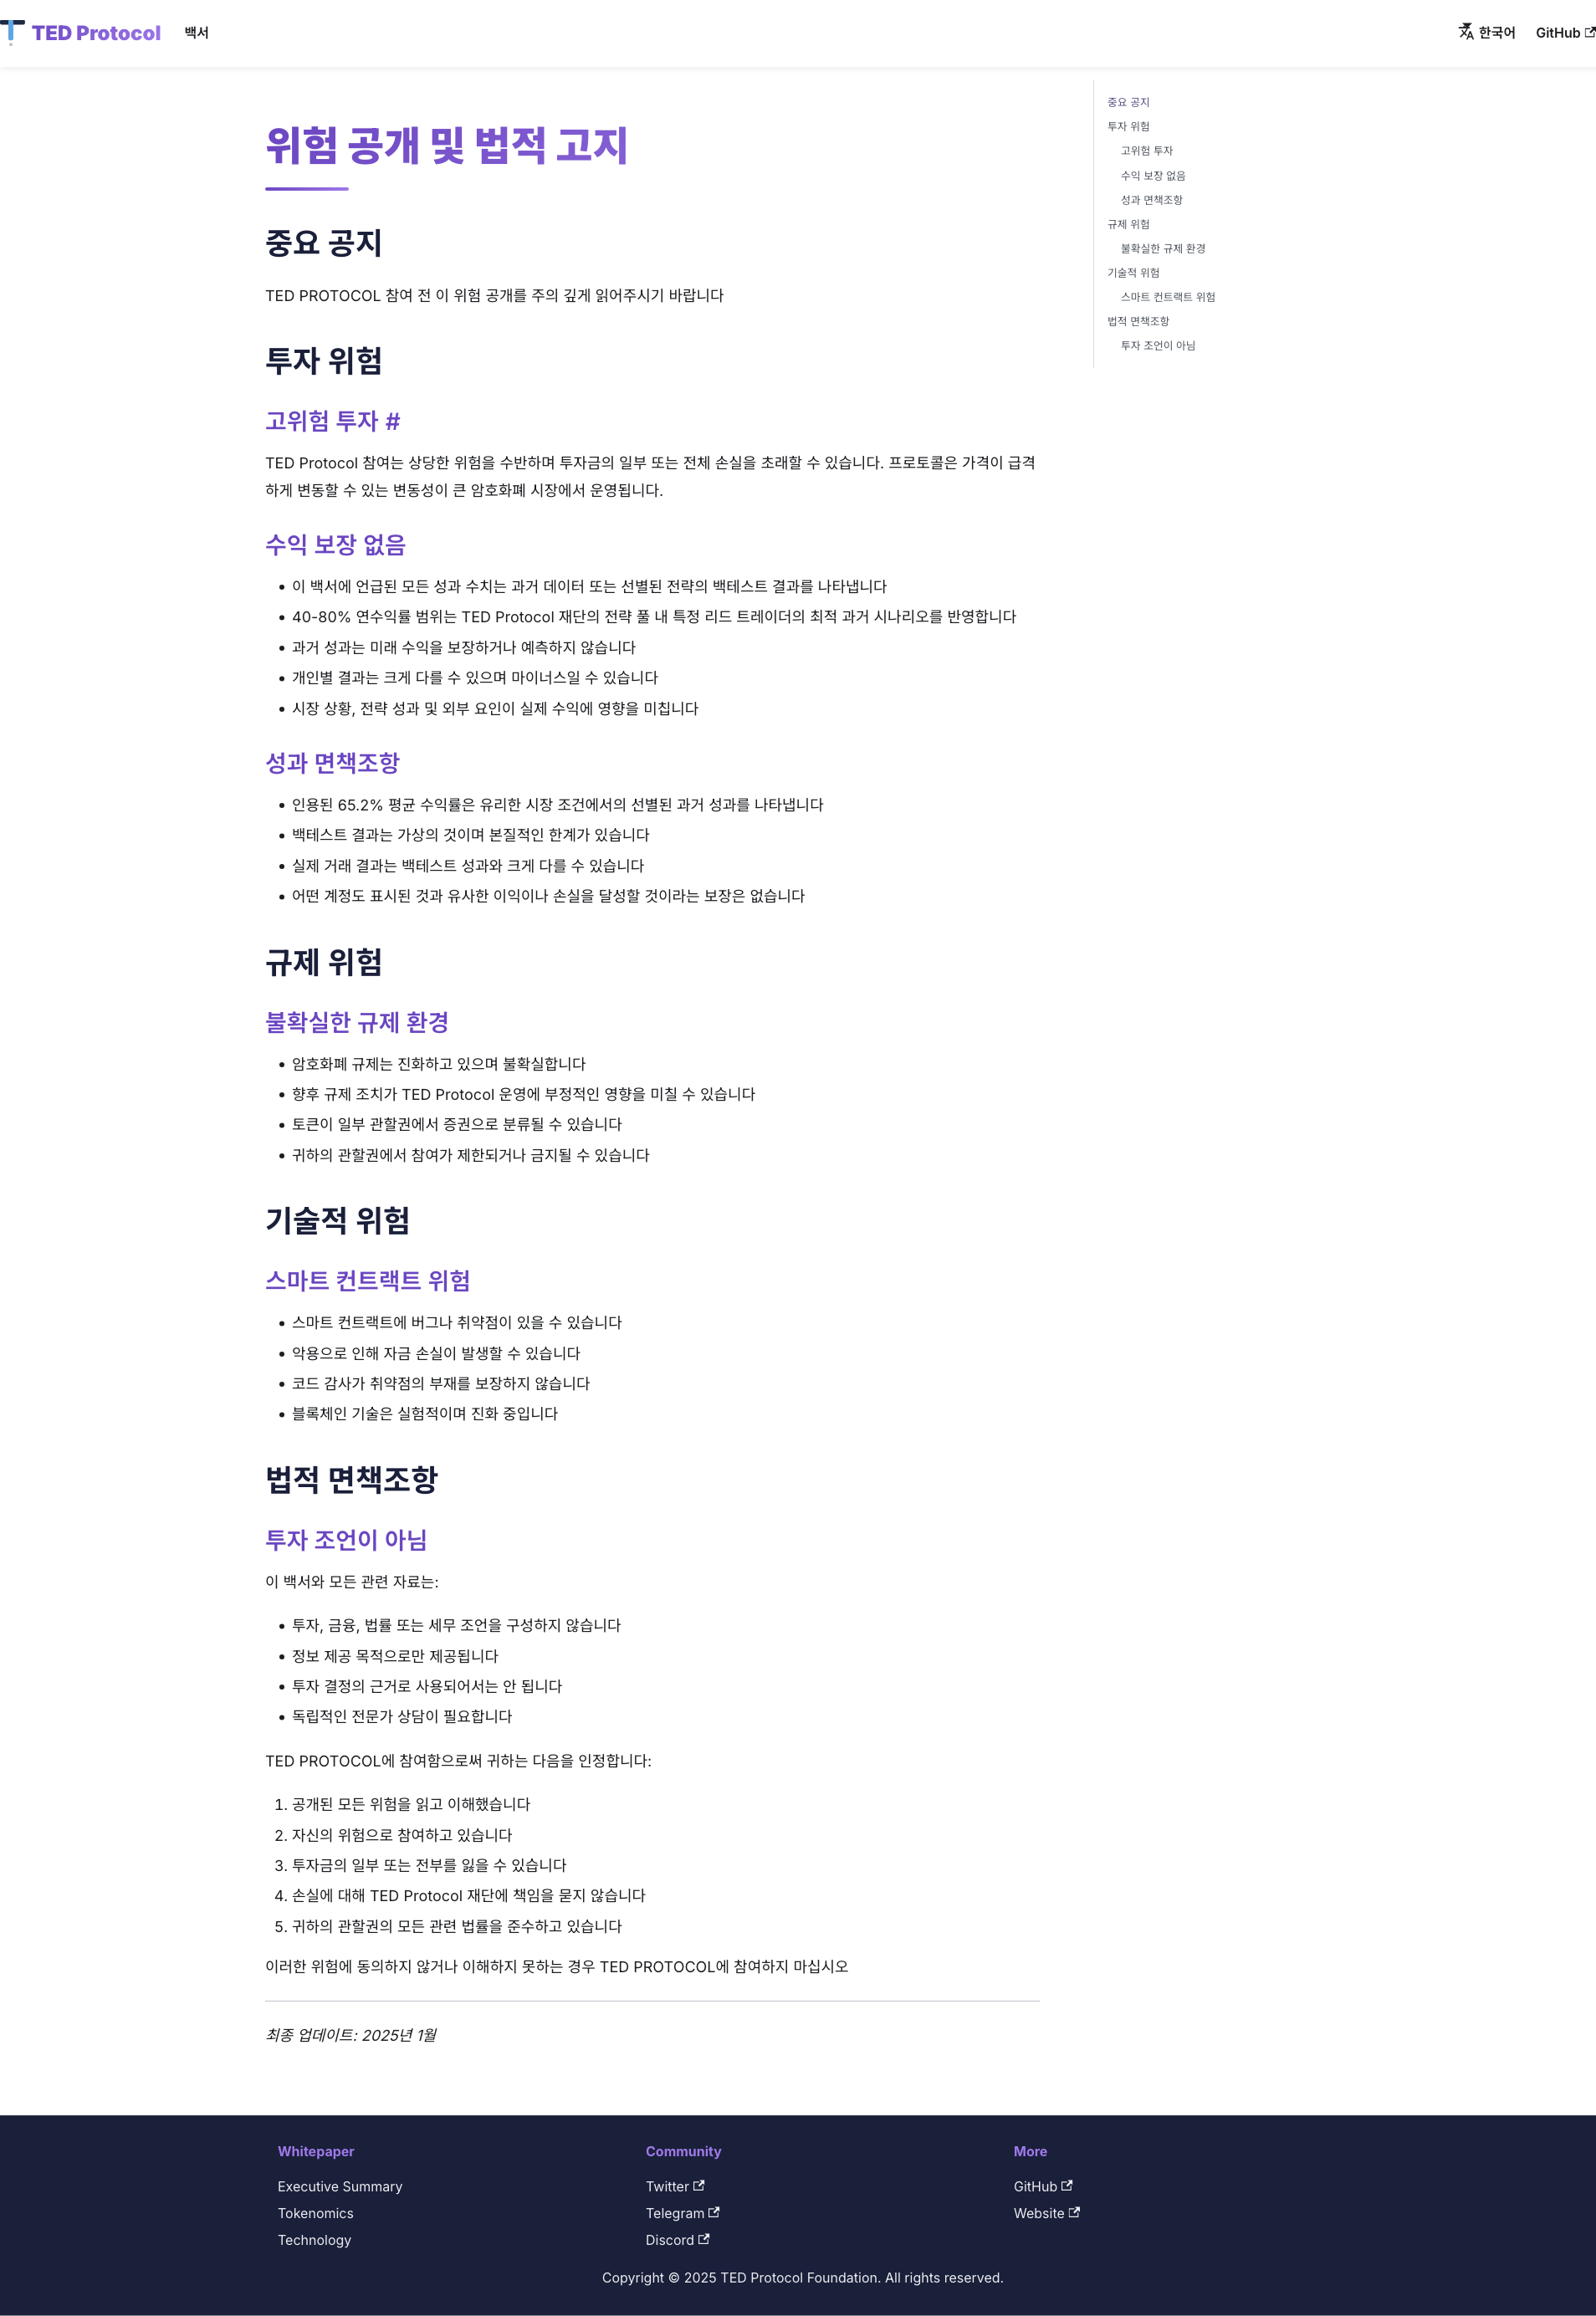 TED Protocol 백서 한국어 GitHub
중요 공지
투자 위험
고위험 투자
수익 보장 없음
성과 면책조항
규제 위험
불확실한 규제 환경
기술적 위험
스마트 컨트랙트 위험
법적 면책조항
투자 조언이 아님
위험 공개 및 법적 고지
중요 공지
TED PROTOCOL 참여 전 이 위험 공개를 주의 깊게 읽어주시기 바랍니다
투자 위험
고위험 투자 #
TED Protocol 참여는 상당한 위험을 수반하며 투자금의 일부 또는 전체 손실을 초래할 수 있습니다. 프로토콜은 가격이 급격
하게 변동할 수 있는 변동성이 큰 암호화폐 시장에서 운영됩니다.
수익 보장 없음
• 이 백서에 언급된 모든 성과 수치는 과거 데이터 또는 선별된 전략의 백테스트 결과를 나타냅니다
• 40-80% 연수익률 범위는 TED Protocol 재단의 전략 풀 내 특정 리드 트레이더의 최적 과거 시나리오를 반영합니다
• 과거 성과는 미래 수익을 보장하거나 예측하지 않습니다
• 개인별 결과는 크게 다를 수 있으며 마이너스일 수 있습니다
• 시장 상황, 전략 성과 및 외부 요인이 실제 수익에 영향을 미칩니다
성과 면책조항
• 인용된 65.2% 평균 수익률은 유리한 시장 조건에서의 선별된 과거 성과를 나타냅니다
• 백테스트 결과는 가상의 것이며 본질적인 한계가 있습니다
• 실제 거래 결과는 백테스트 성과와 크게 다를 수 있습니다
• 어떤 계정도 표시된 것과 유사한 이익이나 손실을 달성할 것이라는 보장은 없습니다
규제 위험
불확실한 규제 환경
• 암호화폐 규제는 진화하고 있으며 불확실합니다
• 향후 규제 조치가 TED Protocol 운영에 부정적인 영향을 미칠 수 있습니다
• 토큰이 일부 관할권에서 증권으로 분류될 수 있습니다
• 귀하의 관할권에서 참여가 제한되거나 금지될 수 있습니다
기술적 위험
스마트 컨트랙트 위험
• 스마트 컨트랙트에 버그나 취약점이 있을 수 있습니다
• 악용으로 인해 자금 손실이 발생할 수 있습니다
• 코드 감사가 취약점의 부재를 보장하지 않습니다
• 블록체인 기술은 실험적이며 진화 중입니다
법적 면책조항
투자 조언이 아님
이 백서와 모든 관련 자료는:
• 투자, 금융, 법률 또는 세무 조언을 구성하지 않습니다
• 정보 제공 목적으로만 제공됩니다
• 투자 결정의 근거로 사용되어서는 안 됩니다
• 독립적인 전문가 상담이 필요합니다
TED PROTOCOL에 참여함으로써 귀하는 다음을 인정합니다:
1. 공개된 모든 위험을 읽고 이해했습니다
2. 자신의 위험으로 참여하고 있습니다
3. 투자금의 일부 또는 전부를 잃을 수 있습니다
4. 손실에 대해 TED Protocol 재단에 책임을 묻지 않습니다
5. 귀하의 관할권의 모든 관련 법률을 준수하고 있습니다
이러한 위험에 동의하지 않거나 이해하지 못하는 경우 TED PROTOCOL에 참여하지 마십시오
최종 업데이트: 2025년 1월
Whitepaper
Executive Summary
Tokenomics
Technology
Community
Twitter
Telegram
Discord
More
GitHub
Website
Copyright © 2025 TED Protocol Foundation. All rights reserved.